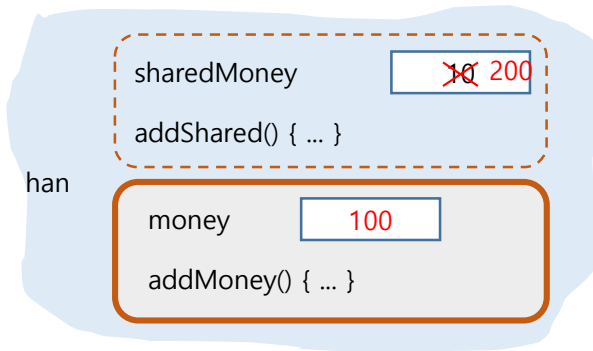 sharedMoney 10 200
addShared() { ... }
han
money 100
addMoney() { ... }